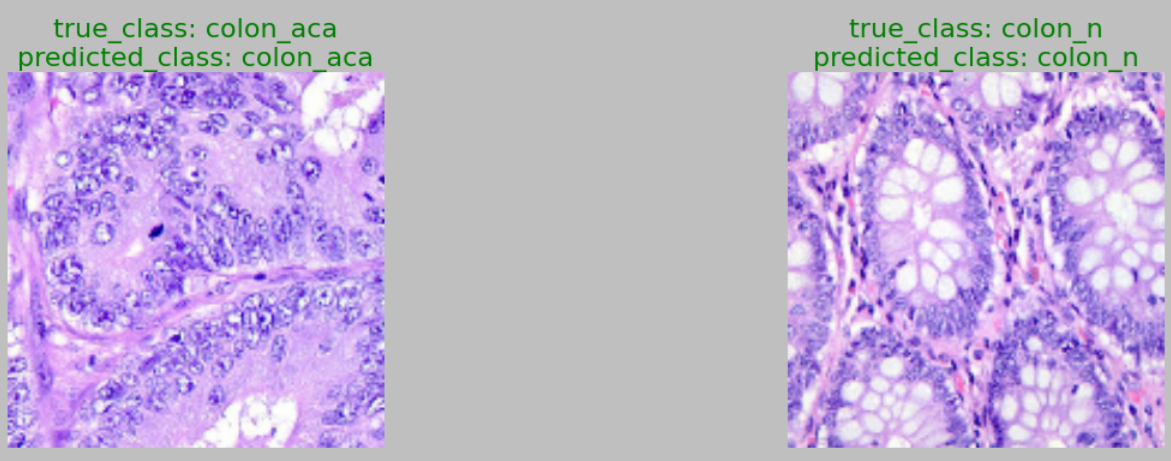 true_class: colon_aca
predicted_class: colon_aca
true_class: colon_n
predicted_class: colon_n